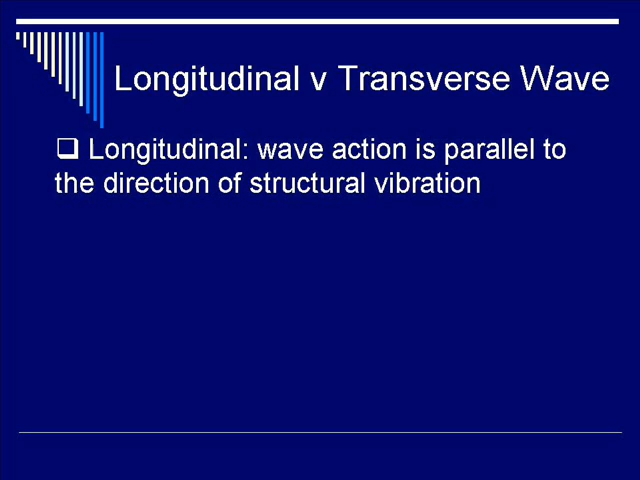 Longitudinal v Transverse Wave
❑ Longitudinal: wave action is parallel to
the direction of structural vibration